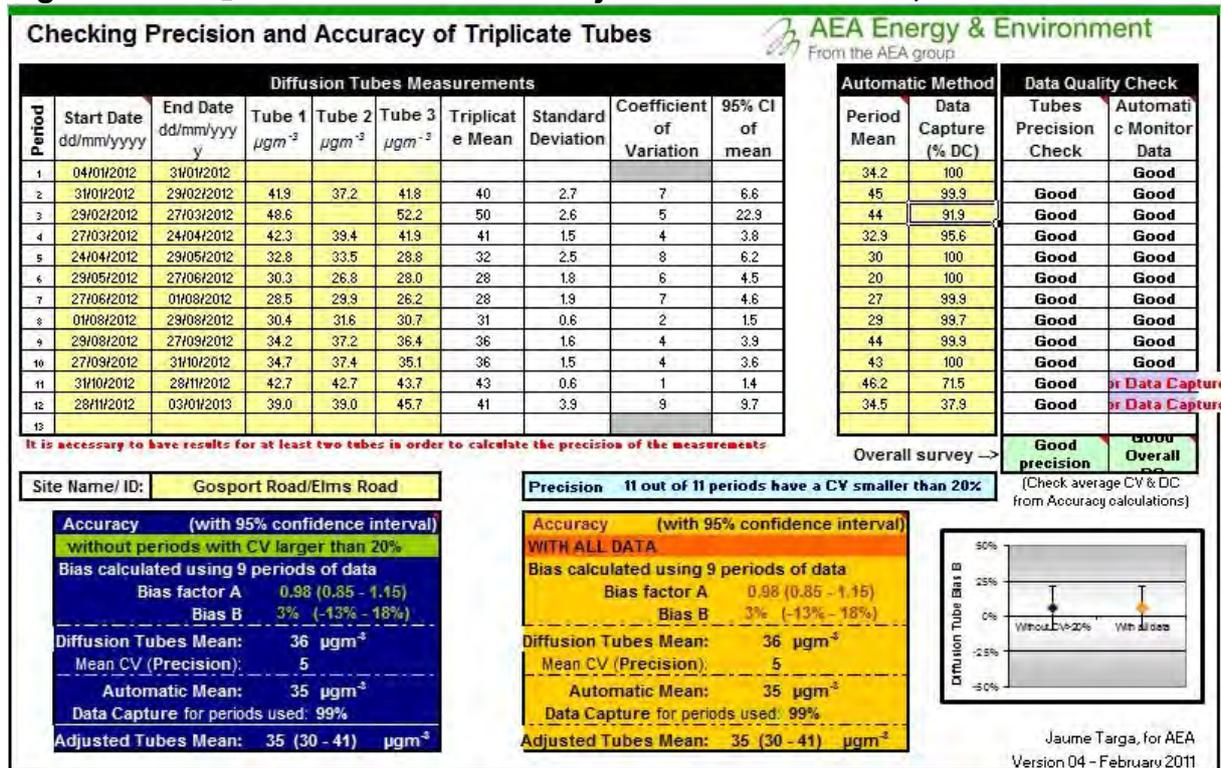 Checking Precision and Accuracy of Triplicate Tubes
AEA Energy & Environment
From the AEA group
Diffusion Tubes Measurements
Automatic Method
Data Quality Check
Period Start Date dd/mm/yyyy End Date dd/mm/yyy y Tube 1 µgm-3 Tube 2 µgm-3 Tube 3 µgm-3 Triplicat e Mean Standard Deviation Coefficient of Variation 95% CI of mean Period Mean Data Capture (% DC) Tubes Precision Check Automati c Monitor Data
1 04/01/2012 31/01/2012 34.2 100 Good
2 31/01/2012 29/02/2012 41.9 37.2 41.8 40 2.7 7 6.6 45 99.9 Good Good
3 29/02/2012 27/03/2012 48.6 52.2 50 2.6 5 22.9 44 91.9 Good Good
4 27/03/2012 24/04/2012 42.3 39.4 41.9 41 1.5 4 3.8 32.9 95.6 Good Good
5 24/04/2012 29/05/2012 32.8 33.5 28.8 32 2.5 8 6.2 30 100 Good Good
6 29/05/2012 27/06/2012 30.3 26.8 28.0 28 1.8 6 4.5 20 100 Good Good
7 27/06/2012 01/08/2012 28.5 29.9 26.2 28 1.9 7 4.6 27 99.9 Good Good
8 01/08/2012 29/08/2012 30.4 31.6 30.7 31 0.6 2 1.5 29 99.7 Good Good
9 29/08/2012 27/09/2012 34.2 37.2 36.4 36 1.6 4 3.9 44 99.9 Good Good
10 27/09/2012 31/10/2012 34.7 37.4 35.1 36 1.5 4 3.6 43 100 Good Good
11 31/10/2012 28/11/2012 42.7 42.7 43.7 43 0.6 1 1.4 46.2 71.5 Good or Data Capture
12 28/11/2012 03/01/2013 39.0 39.0 45.7 41 3.9 9 9.7 34.5 37.9 Good or Data Capture
13
It is necessary to have results for at least two tubes in order to calculate the precision of the measurements
Overall survey -->
Good precision
Good Overall DC
(Check average CV & DC from Accuracy calculations)
Site Name/ ID: Gosport Road/Elms Road
Precision 11 out of 11 periods have a CV smaller than 20%
Accuracy (with 95% confidence interval)
without periods with CV larger than 20%
Bias calculated using 9 periods of data
Bias factor A 0.98 (0.85 - 1.15)
Bias B 3% (-13% - 18%)
Diffusion Tubes Mean: 36 µgm-3
Mean CV (Precision): 5
Automatic Mean: 35 µgm-3
Data Capture for periods used: 99%
Adjusted Tubes Mean: 35 (30 - 41) µgm-3
Accuracy (with 95% confidence interval)
WITH ALL DATA
Bias calculated using 9 periods of data
Bias factor A 0.98 (0.85 - 1.15)
Bias B 3% (-13% - 18%)
Diffusion Tubes Mean: 36 µgm-3
Mean CV (Precision): 5
Automatic Mean: 35 µgm-3
Data Capture for periods used: 99%
Adjusted Tubes Mean: 35 (30 - 41) µgm-3
Diffusion Tube Bias B
50%
25%
0%
-25%
-50%
Without CV>20%
With all data
Jaume Targa, for AEA
Version 04 - February 2011